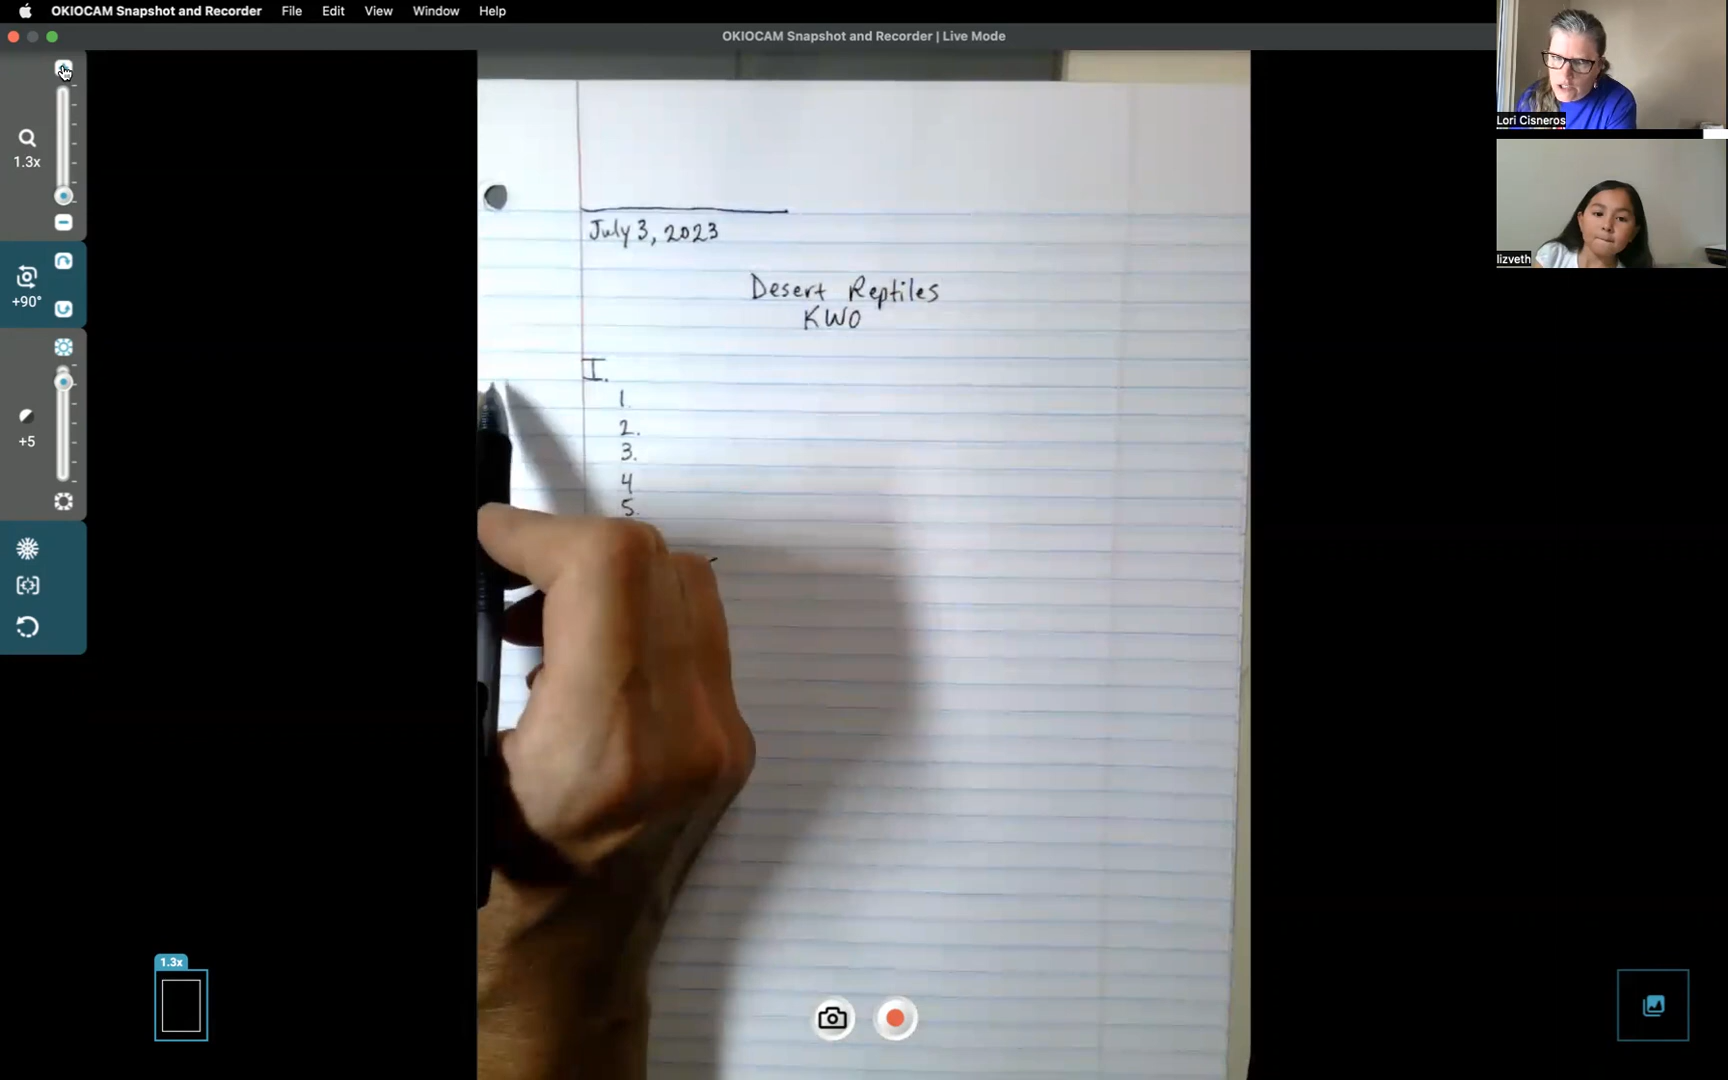 OKIOCAM Snapshot and Recorder File Edit View Window Help
OKIOCAM Snapshot and Recorder | Live Mode
1.3x
+90°
+5
July 3, 2023
Desert Reptiles
KWO
I.
1.
2.
3.
4
5.
Lori Cisneros
lizveth
1.3x